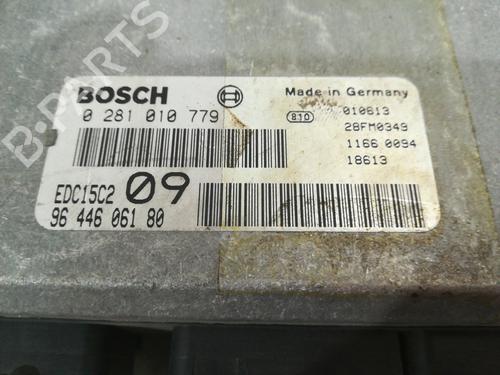 BOSCH
Made in Germany
0 281 010 779
810
010613
28FM0349
1166 0094
18613
EDC15C2
09
96 446 061 80
B-PARTS